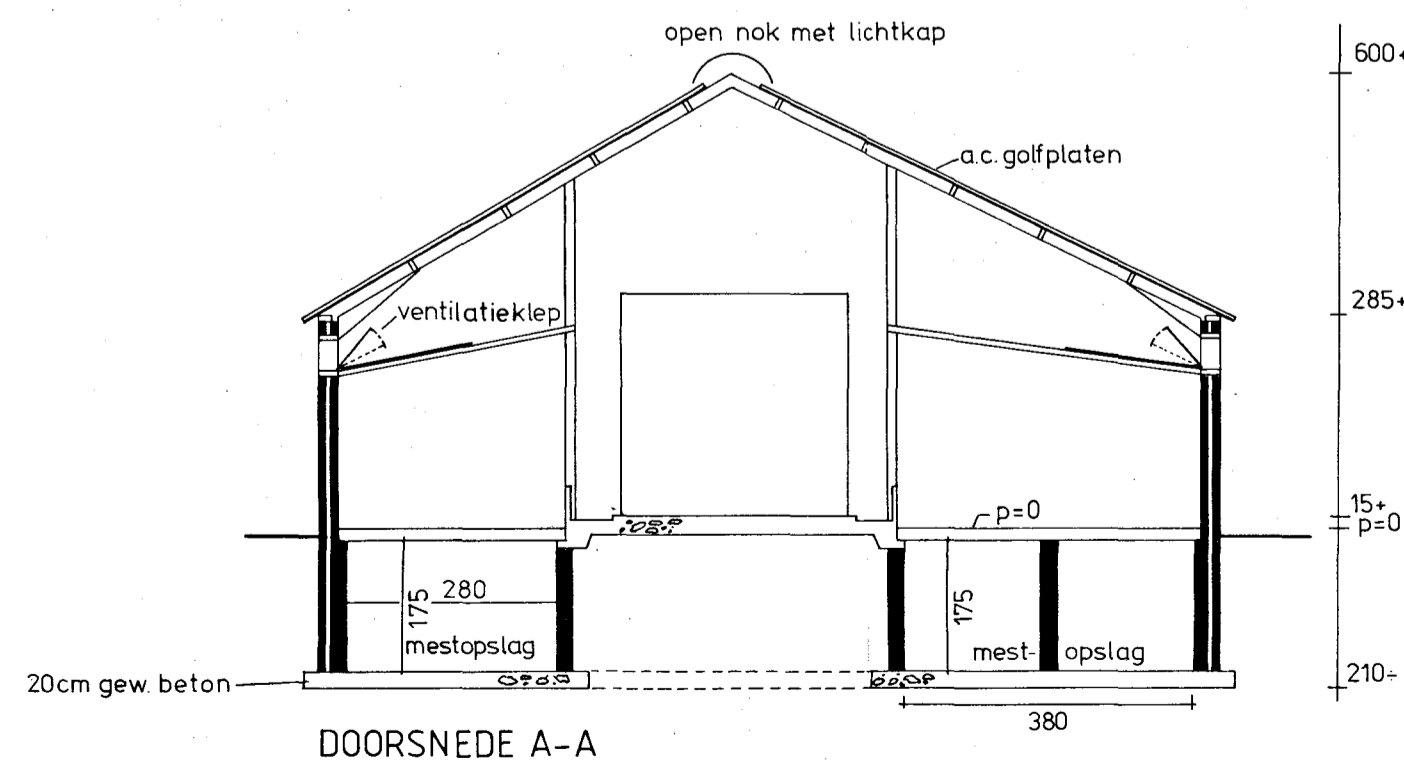 open nok met lichtkap
600+
a.c. golfplaten
285+
ventilatieklep
15+
p=0
p=0
280
175
175
mestopslag
mest-opslag
20cm gew. beton
210÷
380
DOORSNEDE A-A